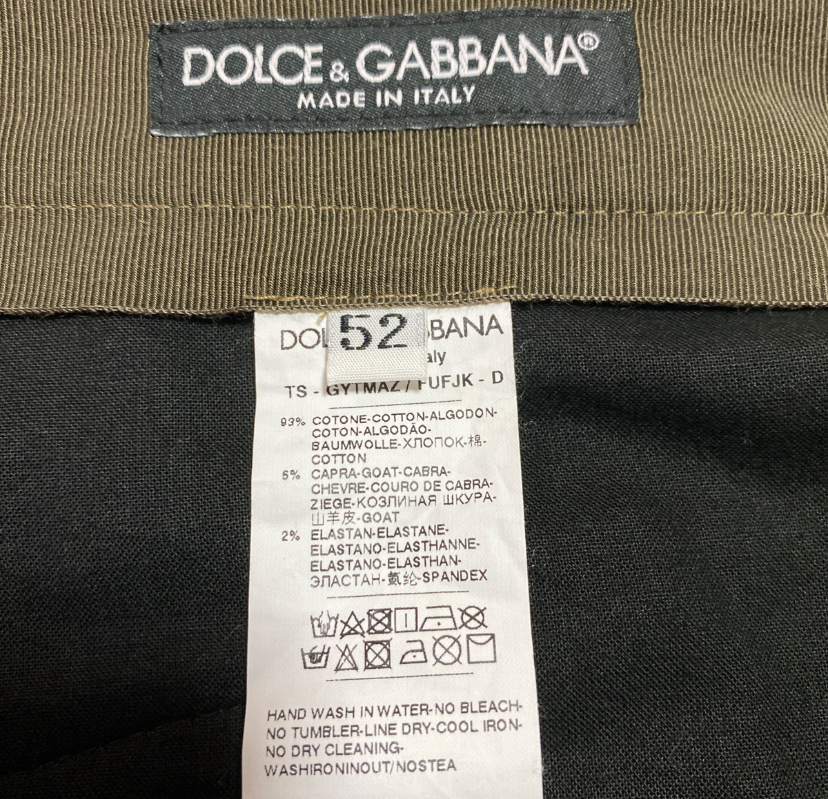 DOLCE & GABBANA®
MADE IN ITALY
52
DOL BBANA
aly
TS - GYTMAZ / FUFJK - D
93% COTONE-COTTON-ALGODON-
COTON-ALGODÃO-
BAUMWOLLE-ХЛОПОК-棉-
COTTON
5% CAPRA-GOAT-CABRA-
CHEVRE-COURO DE CABRA-
ZIEGE-КОЗЛИНАЯ ШКУРА-
山羊皮-GOAT
2% ELASTAN-ELASTANE-
ELASTANO-ELASTHANNE-
ELASTANO-ELASTHAN-
ЭЛАСТАН-氨纶-SPANDEX
HAND WASH IN WATER-NO BLEACH-
NO TUMBLER-LINE DRY-COOL IRON-
NO DRY CLEANING-
WASHIRONINOUT/NOSTEA